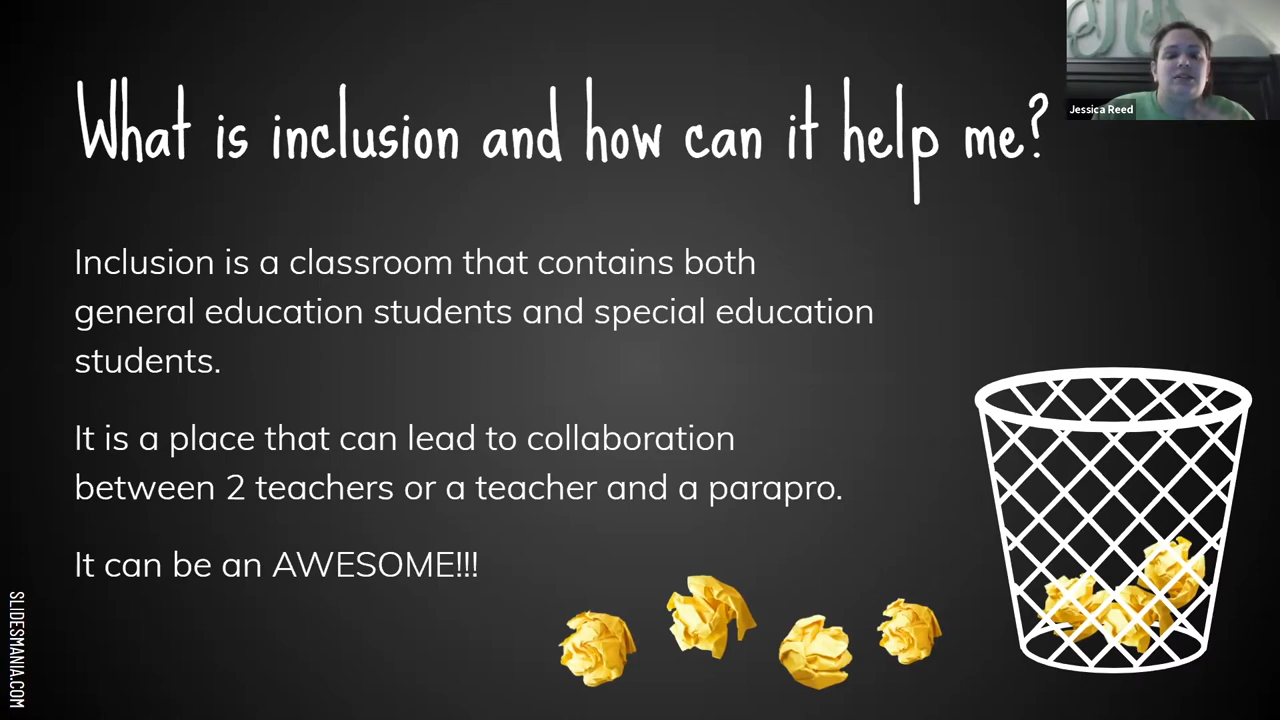 What is inclusion and how can it help me?
Jessica Reed
Inclusion is a classroom that contains both
general education students and special education
students.
It is a place that can lead to collaboration
between 2 teachers or a teacher and a parapro.
It can be an AWESOME!!!
SLIDESMANIA.COM